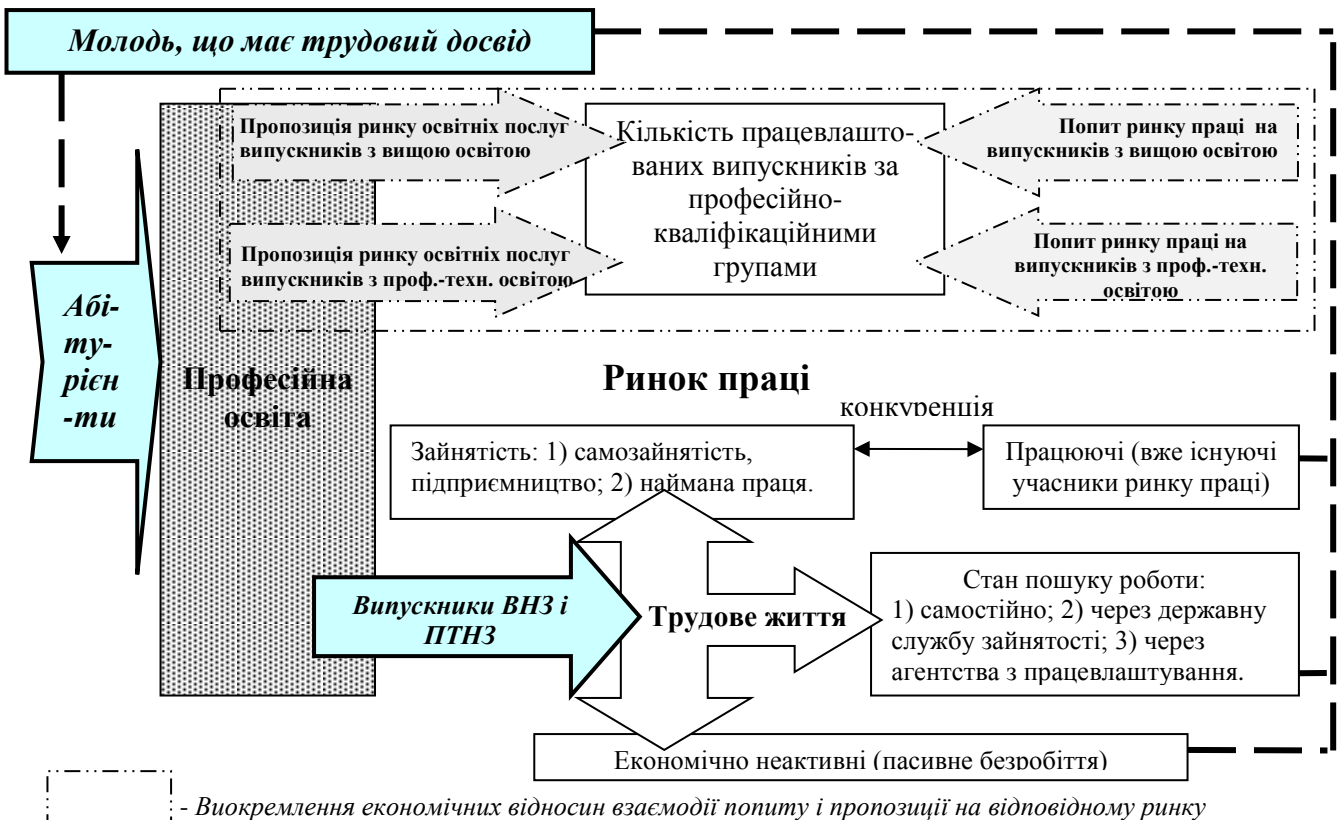 Молодь, що має трудовий досвід
Пропозиція ринку освітніх послуг
випускників з вищою освітою
Кількість працевлашто-
ваних випускників за
професійно-
кваліфікаційними
групами
Попит ринку праці на
випускників з вищою освітою
Пропозиція ринку освітніх послуг
випускників з проф.-техн. освітою
Попит ринку праці на
випускників з проф.-техн.
освітою
Абі-
ту-
рієн
-ти
Професійна
освіта
Ринок праці
конкуренція
Зайнятість: 1) самозайнятість,
підприємництво; 2) наймана праця.
Працюючі (вже існуючі
учасники ринку праці)
Випускники ВНЗ і
ПТНЗ
Трудове життя
Стан пошуку роботи:
1) самостійно; 2) через державну
службу зайнятості; 3) через
агентства з працевлаштування.
Економічно неактивні (пасивне безробіття)
- Виокремлення економічних відносин взаємодії попиту і пропозиції на відповідному ринку